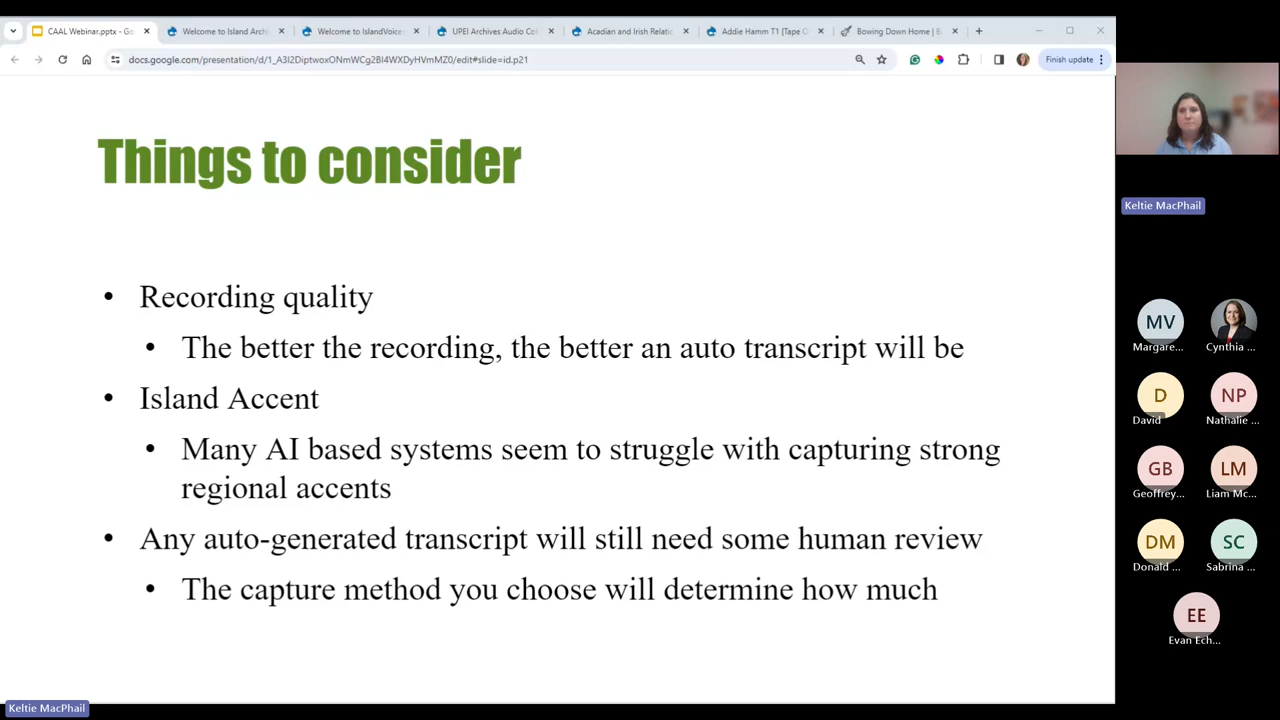 CAAL Webinar.pptx - Go
Welcome to Island Arch
Welcome to IslandVoices
UPEI Archives Audio Col
Acadian and Irish Relati
Addie Hamm T1 [Tape C
Bowing Down Home | B
docs.google.com/presentation/d/1_A3I2DiptwoxONmWCg2BI4WXDyHVmMZ0/edit#slide=id.p21
Finish update
Things to consider
• Recording quality
• The better the recording, the better an auto transcript will be
• Island Accent
• Many AI based systems seem to struggle with capturing strong
regional accents
• Any auto-generated transcript will still need some human review
• The capture method you choose will determine how much
Keltie MacPhail
Keltie MacPhail
MV
Margare...
Cynthia ...
D
David
NP
Nathalie ...
GB
Geoffrey...
LM
Liam Mc...
DM
Donald ...
SC
Sabrina ...
EE
Evan Ech...